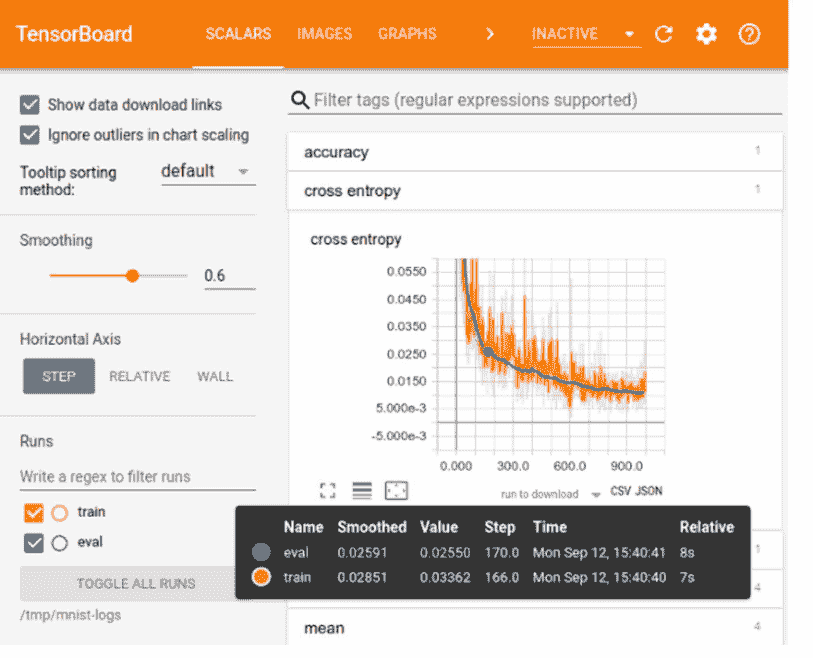 TensorBoard SCALARS IMAGES GRAPHS INACTIVE
Show data download links
Ignore outliers in chart scaling
Tooltip sorting method: default
Smoothing
0.6
Horizontal Axis
STEP RELATIVE WALL
Runs
Write a regex to filter runs
train
eval
TOGGLE ALL RUNS
/tmp/mnist-logs
Filter tags (regular expressions supported)
accuracy 1
cross entropy 1
cross entropy
0.0550
0.0450
0.0350
0.0250
0.0150
5.000e-3
-5.000e-3
0.000 300.0 600.0 900.0
run to download CSV JSON
Name Smoothed Value Step Time Relative
eval 0.02591 0.02550 170.0 Mon Sep 12, 15:40:41 8s
train 0.02851 0.03362 166.0 Mon Sep 12, 15:40:40 7s
1
4
mean 4